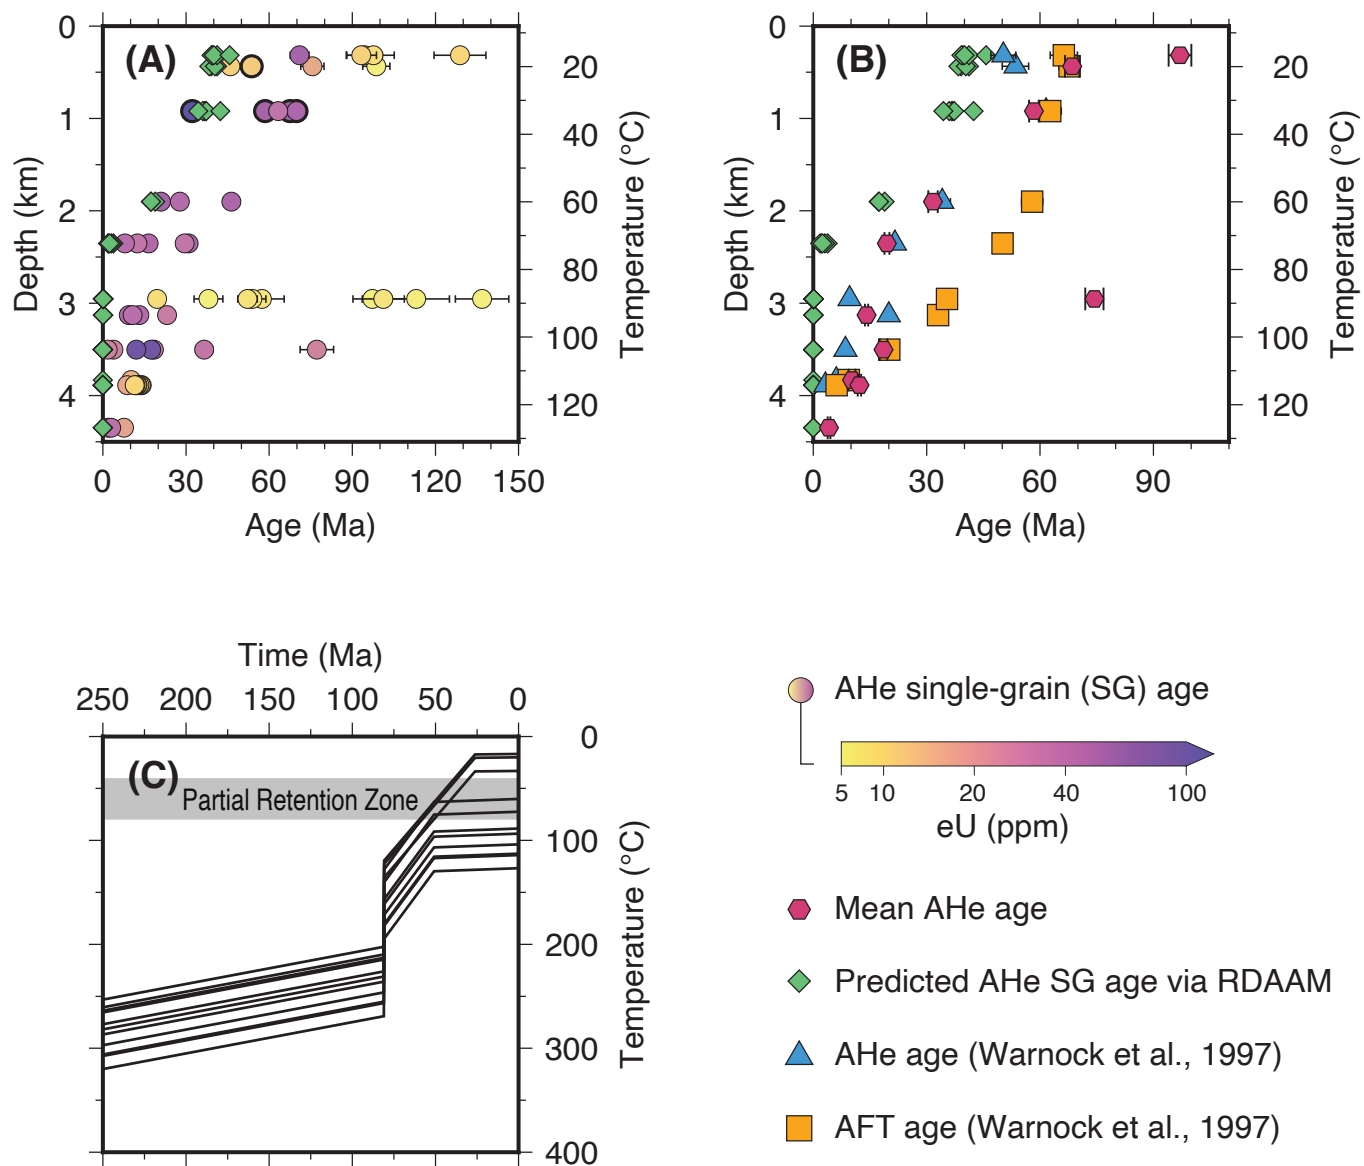 (A)
0
1
2
3
4
Depth (km)
20
40
60
80
100
120
Temperature (°C)
0 30 60 90 120 150
Age (Ma)
(B)
0
1
2
3
4
Depth (km)
20
40
60
80
100
120
Temperature (°C)
0 30 60 90
Age (Ma)
Time (Ma)
250 200 150 100 50 0
(C)
Partial Retention Zone
0
100
200
300
400
Temperature (°C)
AHe single-grain (SG) age
5 10 20 40 100
eU (ppm)
Mean AHe age
Predicted AHe SG age via RDAAM
AHe age (Warnock et al., 1997)
AFT age (Warnock et al., 1997)